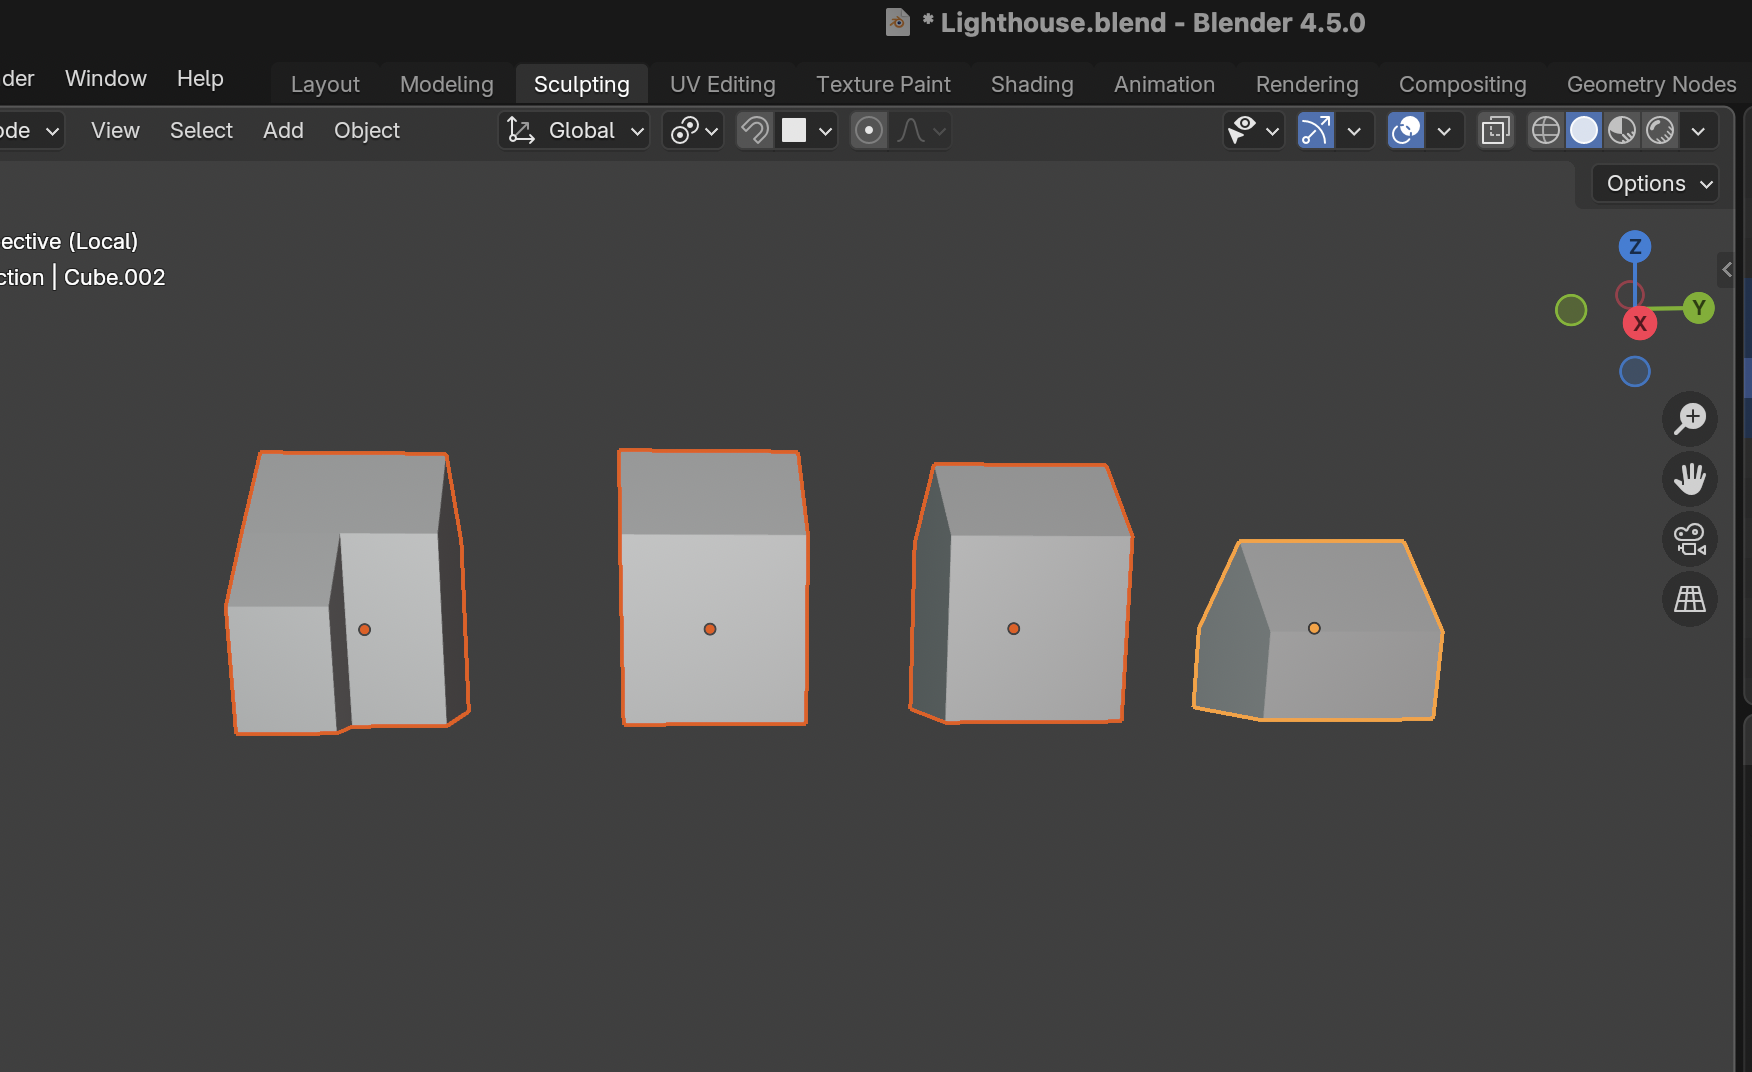 * Lighthouse.blend - Blender 4.5.0
der Window Help Layout Modeling Sculpting UV Editing Texture Paint Shading Animation Rendering Compositing Geometry Nodes
ode View Select Add Object Global
Options
ective (Local)
ction | Cube.002
Z
Y
X